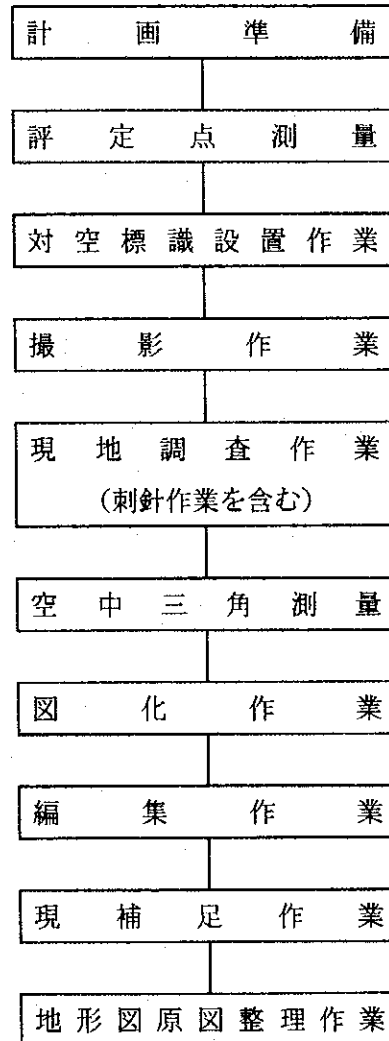 計画準備
評定点測量
対空標識設置作業
撮影作業
現地調査作業
(刺針作業を含む)
空中三角測量
図化作業
編集作業
現補足作業
地形図原図整理作業